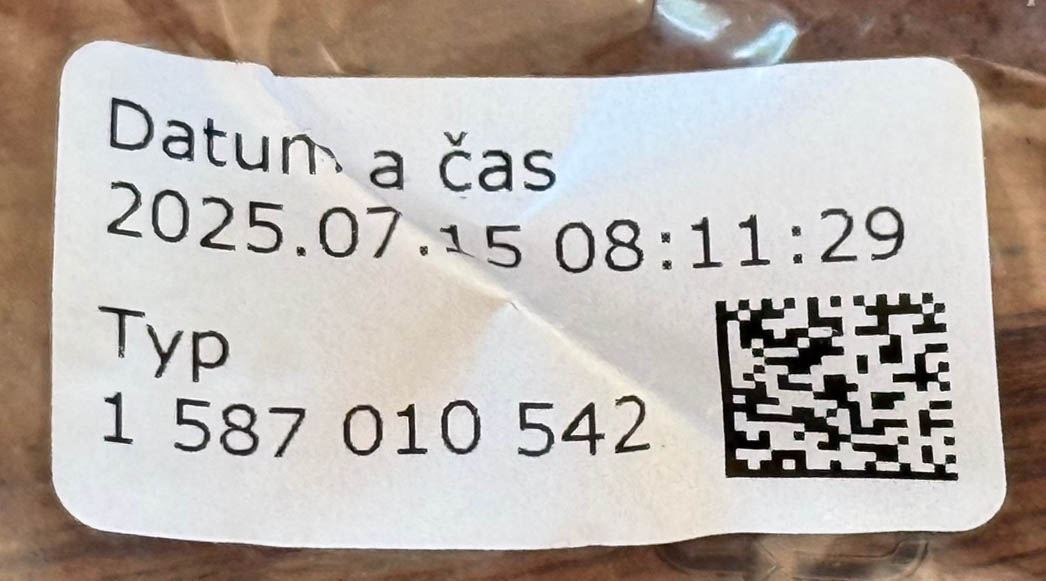 Datum a čas
2025.07.15 08:11:29
Typ
1 587 010 542